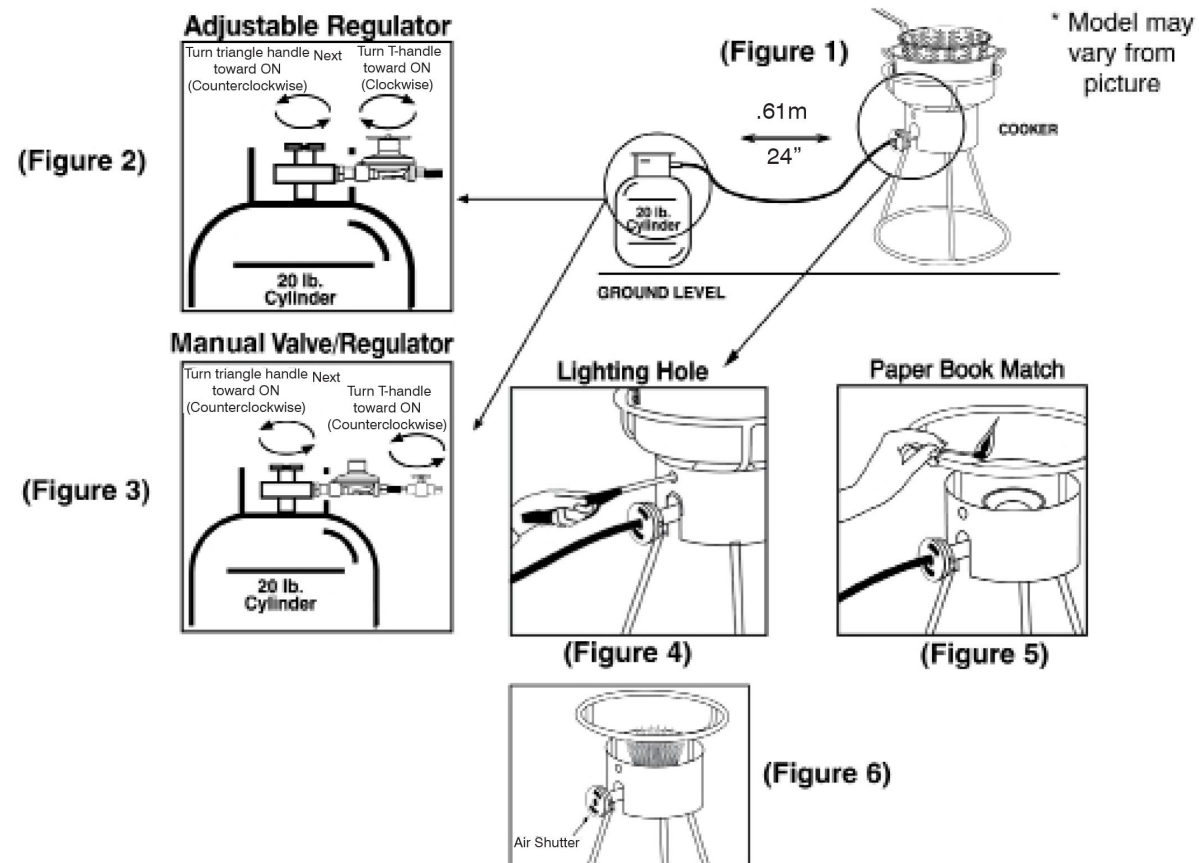 Adjustable Regulator
Turn triangle handle
toward ON
(Counterclockwise)
Next
Turn T-handle
toward ON
(Clockwise)
(Figure 2)
20 lb.
Cylinder
(Figure 1)
* Model may
vary from
picture
.61m
24”
COOKER
20 lb.
Cylinder
GROUND LEVEL
Manual Valve/Regulator
Turn triangle handle
toward ON
(Counterclockwise)
Next
Turn T-handle
toward ON
(Counterclockwise)
(Figure 3)
20 lb.
Cylinder
Lighting Hole
(Figure 4)
Paper Book Match
(Figure 5)
Air Shutter
(Figure 6)